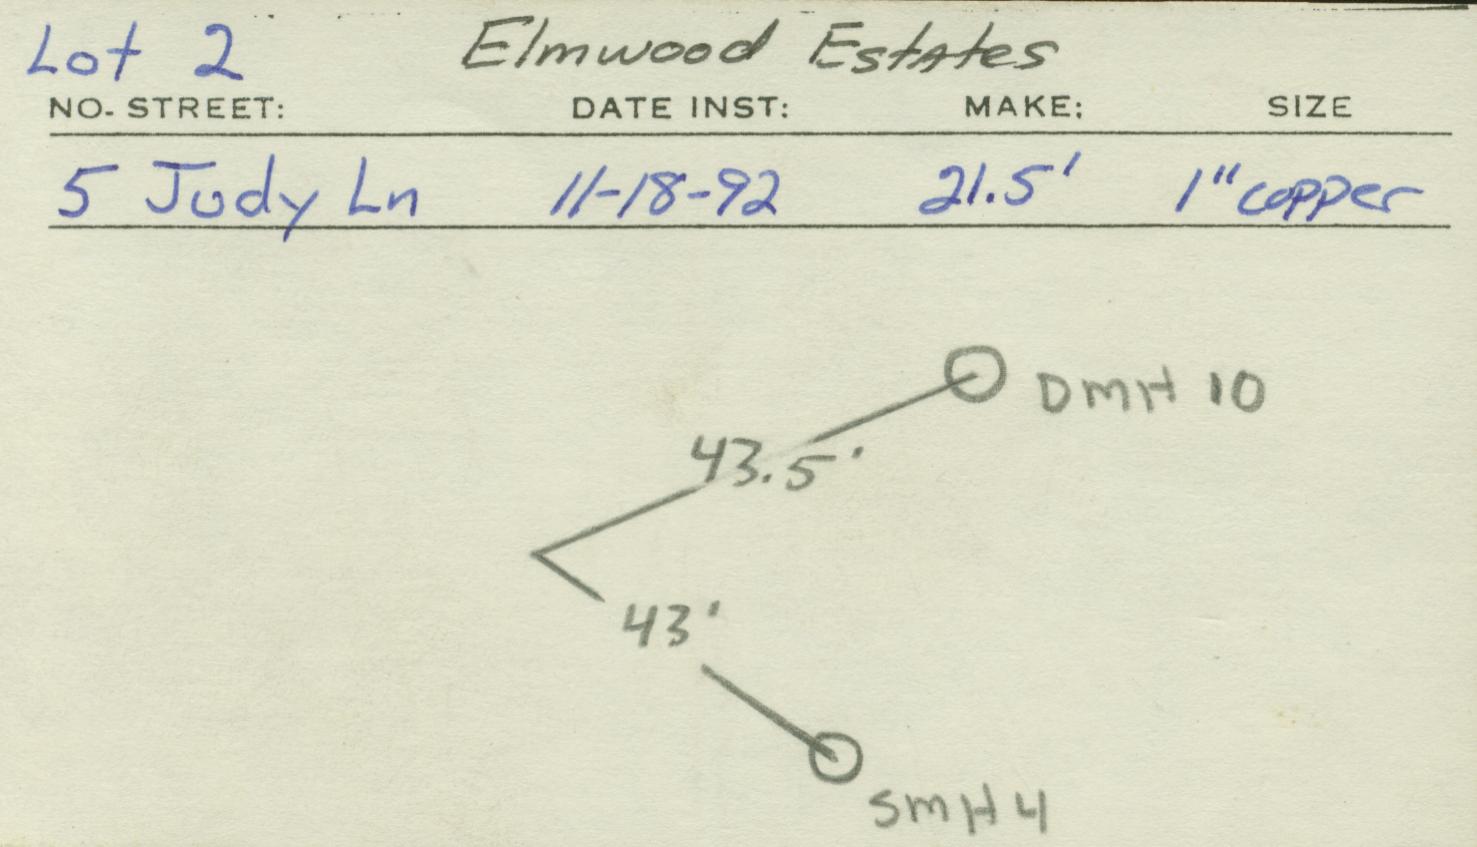 Lot 2 Elmwood Estates
NO. STREET: DATE INST: MAKE: SIZE
5 Judy Ln 11-18-92 21.5' 1" copper
DMH 10
43.5'
43'
SMH 4